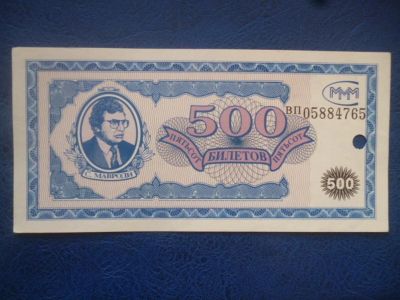 МММ
ВП 05884765
500
ПЯТЬСОТ БИЛЕТОВ ПЯТЬСОТ
С. МАВРОДИ
500